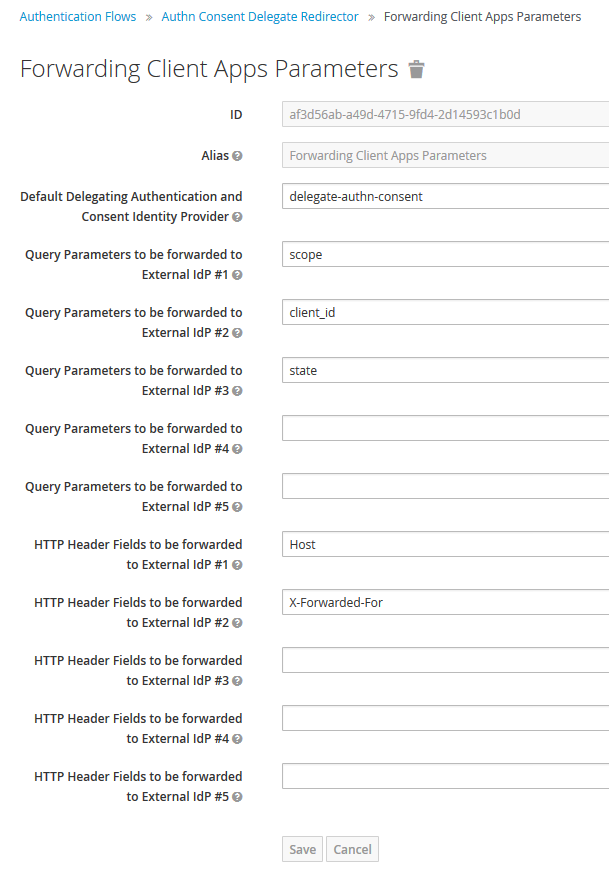 Authentication Flows » Authn Consent Delegate Redirector » Forwarding Client Apps Parameters
Forwarding Client Apps Parameters
ID
af3d56ab-a49d-4715-9fd4-2d14593c1b0d
Alias
Forwarding Client Apps Parameters
Default Delegating Authentication and
Consent Identity Provider
delegate-authn-consent
Query Parameters to be forwarded to
External IdP #1
scope
Query Parameters to be forwarded to
External IdP #2
client_id
Query Parameters to be forwarded to
External IdP #3
state
Query Parameters to be forwarded to
External IdP #4
Query Parameters to be forwarded to
External IdP #5
HTTP Header Fields to be forwarded
to External IdP #1
Host
HTTP Header Fields to be forwarded
to External IdP #2
X-Forwarded-For
HTTP Header Fields to be forwarded
to External IdP #3
HTTP Header Fields to be forwarded
to External IdP #4
HTTP Header Fields to be forwarded
to External IdP #5
Save Cancel